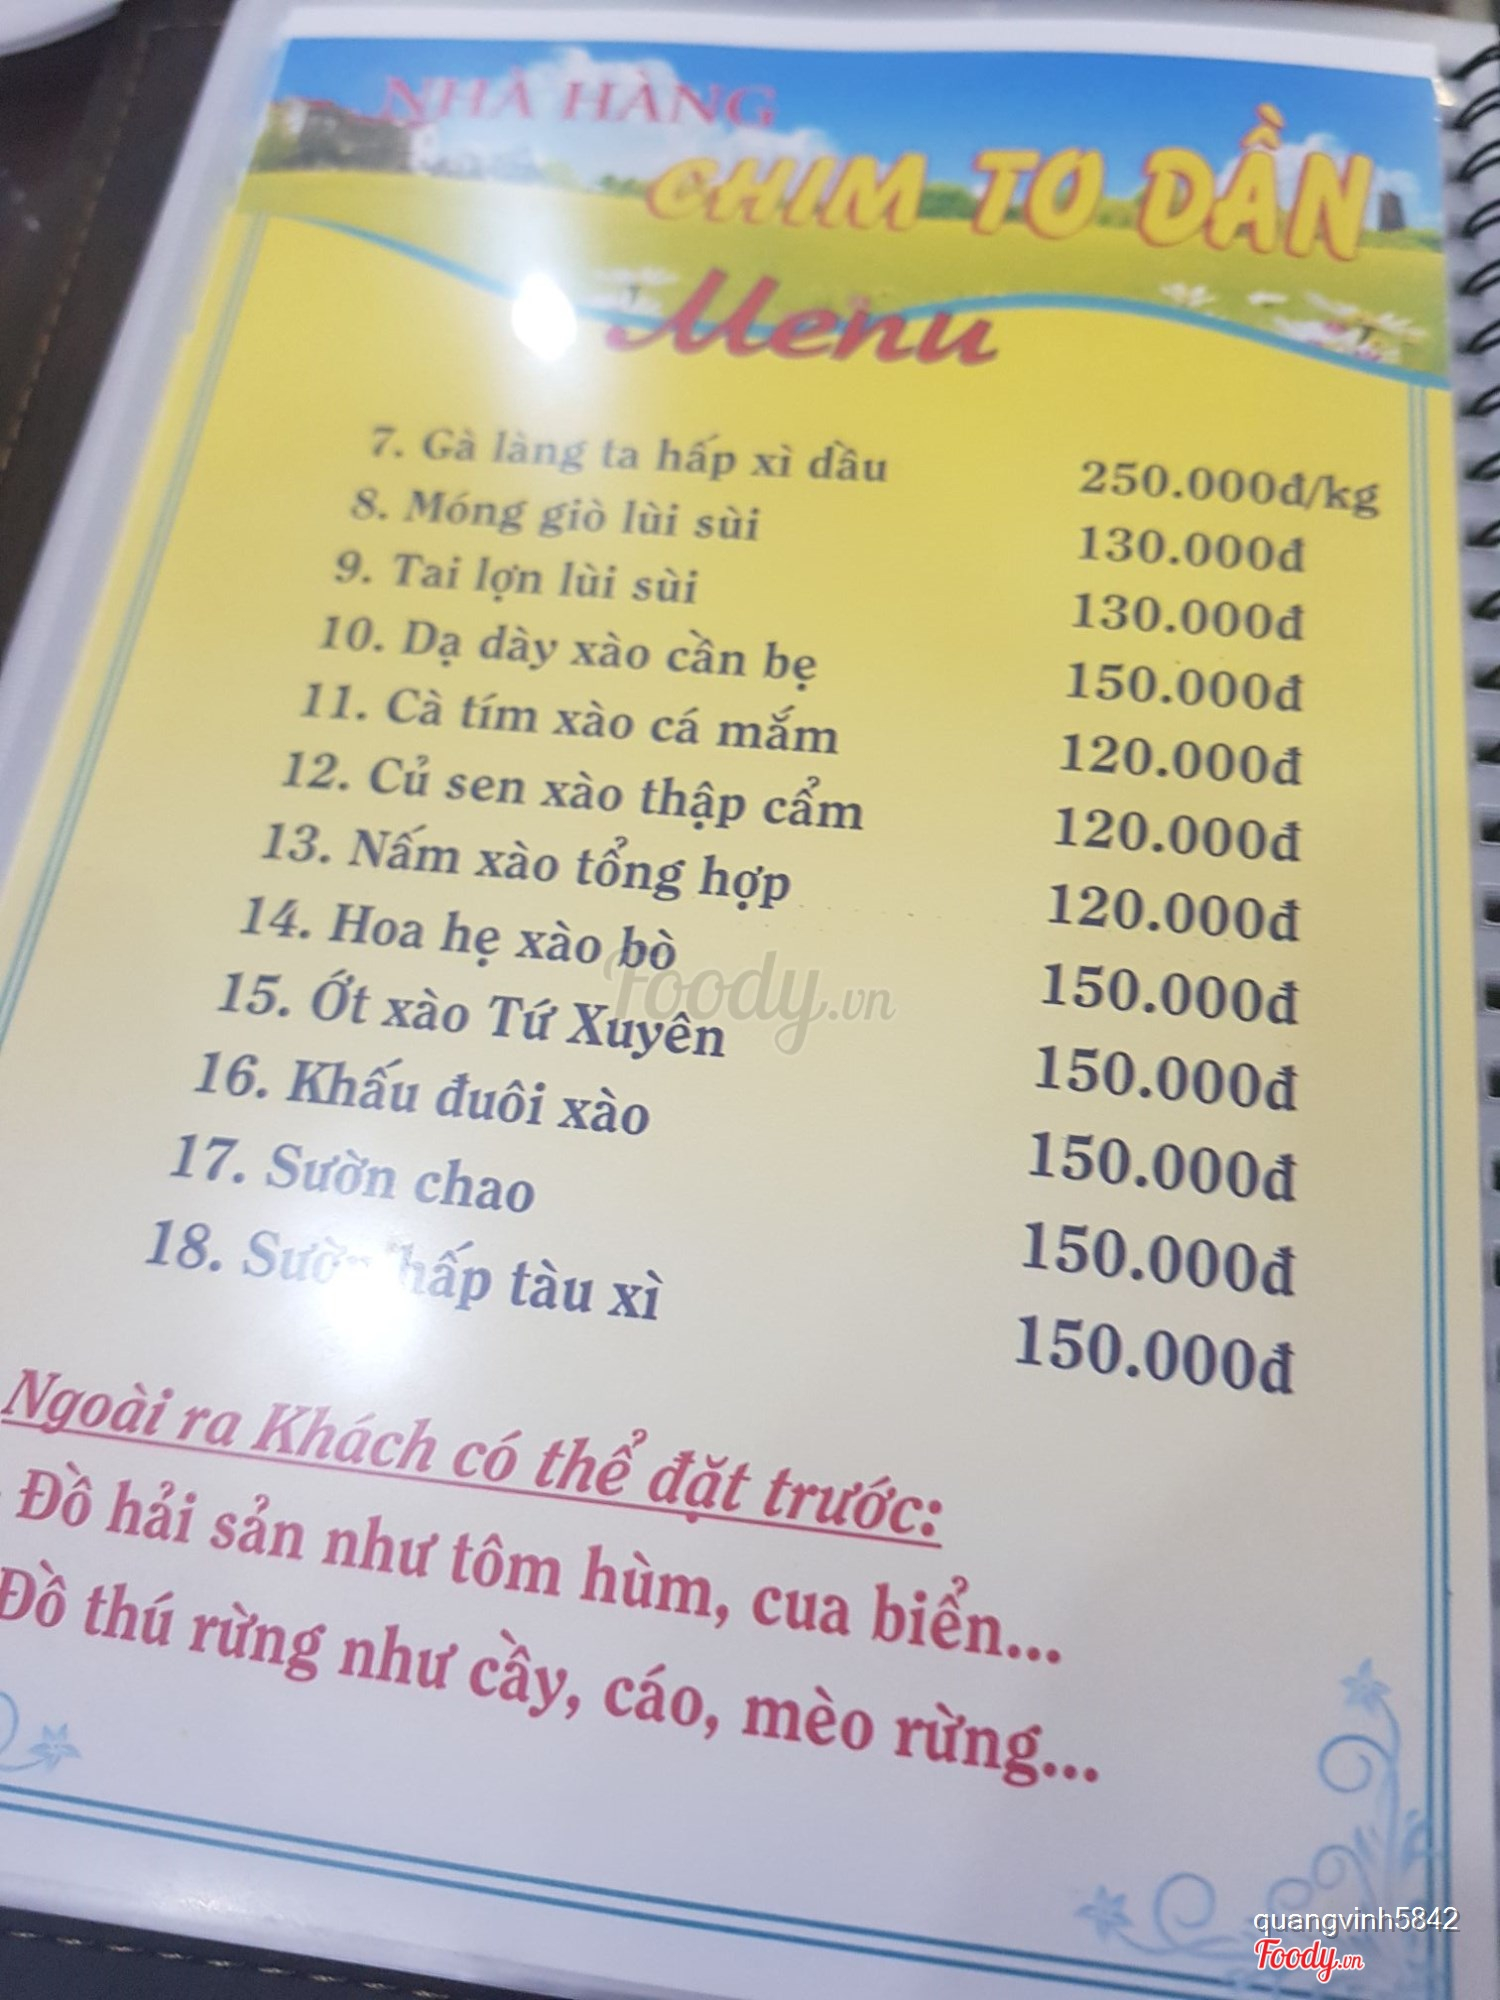 NHÀ HÀNG
CHIM TO DẦN
Menu
7. Gà làng ta hấp xì dầu 250.000đ/kg
8. Móng giò lùi sùi 130.000đ
9. Tai lợn lùi sùi 130.000đ
10. Dạ dày xào cần bẹ 150.000đ
11. Cà tím xào cá mắm 120.000đ
12. Củ sen xào thập cẩm 120.000đ
13. Nấm xào tổng hợp 120.000đ
14. Hoa hẹ xào bò 150.000đ
15. Ớt xào Tứ Xuyên 150.000đ
16. Khấu đuôi xào 150.000đ
17. Sườn chao 150.000đ
18. Sườn hấp tàu xì 150.000đ
Ngoài ra Khách có thể đặt trước:
- Đồ hải sản như tôm hùm, cua biển...
Đồ thú rừng như cầy, cáo, mèo rừng...
Foody.vn
quangvinh5842
Foody.vn